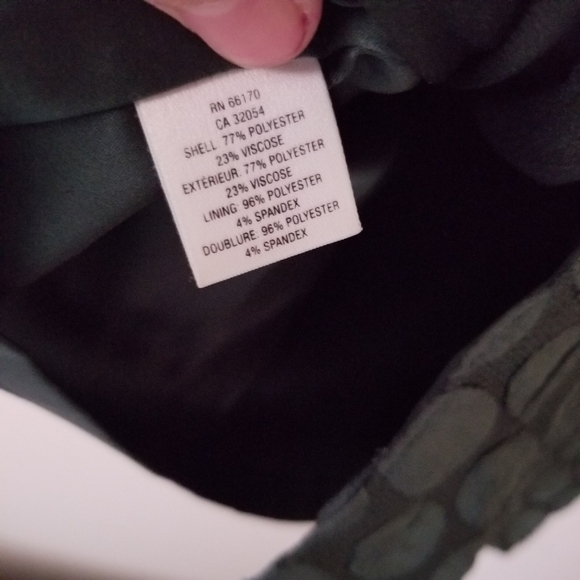 RN 66170
CA 32054
SHELL: 77% POLYESTER
23% VISCOSE
EXTÉRIEUR: 77% POLYESTER
23% VISCOSE
LINING: 96% POLYESTER
4% SPANDEX
DOUBLURE: 96% POLYESTER
4% SPANDEX